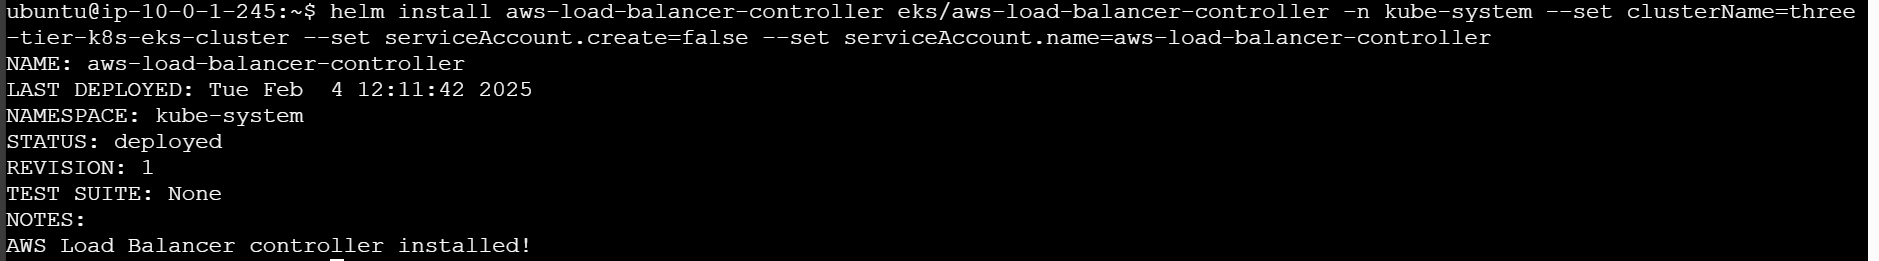 ubuntu@ip-10-0-1-245:~$ helm install aws-load-balancer-controller eks/aws-load-balancer-controller -n kube-system --set clusterName=three
-tier-k8s-eks-cluster --set serviceAccount.create=false --set serviceAccount.name=aws-load-balancer-controller
NAME: aws-load-balancer-controller
LAST DEPLOYED: Tue Feb  4 12:11:42 2025
NAMESPACE: kube-system
STATUS: deployed
REVISION: 1
TEST SUITE: None
NOTES:
AWS Load Balancer controller installed!